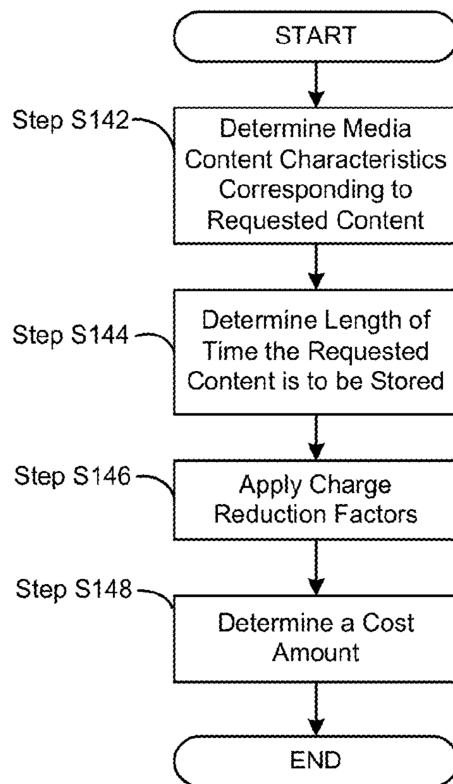 START
Step S142
Determine Media
Content Characteristics
Corresponding to
Requested Content
Step S144
Determine Length of
Time the Requested
Content is to be Stored
Step S146
Apply Charge
Reduction Factors
Step S148
Determine a Cost
Amount
END